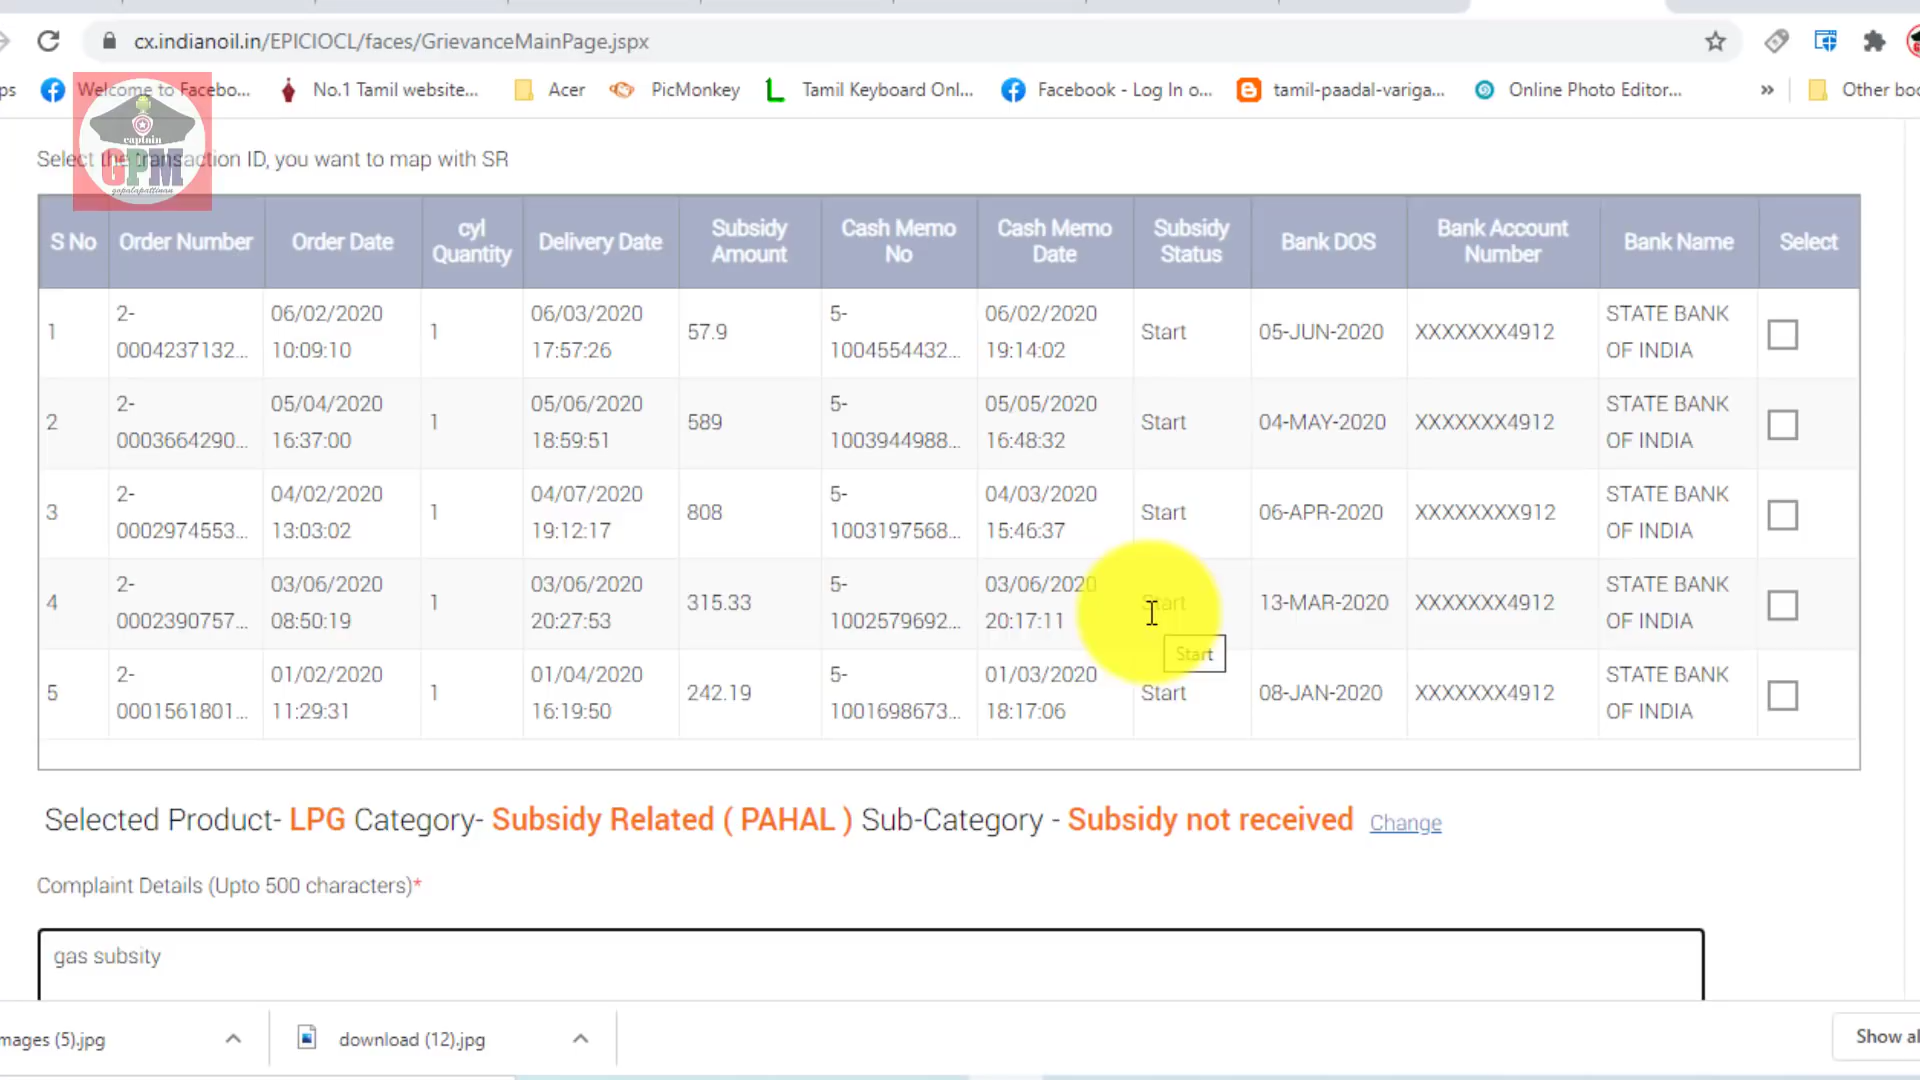 cx.indianoil.in/EPICIOCL/faces/GrievanceMainPage.jspx
ps Welcome to Facebo... No.1 Tamil website... Acer PicMonkey Tamil Keyboard Onl... Facebook - Log In o... tamil-paadal-variga... Online Photo Editor... » Other boo
captain
GPM
gopalapattinam
Select the transaction ID, you want to map with SR
S No Order Number Order Date cyl Quantity Delivery Date Subsidy Amount Cash Memo No Cash Memo Date Subsidy Status Bank DOS Bank Account Number Bank Name Select
1 2-0004237132... 06/02/2020 10:09:10 1 06/03/2020 17:57:26 57.9 5-1004554432... 06/02/2020 19:14:02 Start 05-JUN-2020 XXXXXXX4912 STATE BANK OF INDIA
2 2-0003664290... 05/04/2020 16:37:00 1 05/06/2020 18:59:51 589 5-1003944988... 05/05/2020 16:48:32 Start 04-MAY-2020 XXXXXXX4912 STATE BANK OF INDIA
3 2-0002974553... 04/02/2020 13:03:02 1 04/07/2020 19:12:17 808 5-1003197568... 04/03/2020 15:46:37 Start 06-APR-2020 XXXXXXXX912 STATE BANK OF INDIA
4 2-0002390757... 03/06/2020 08:50:19 1 03/06/2020 20:27:53 315.33 5-1002579692... 03/06/2020 20:17:11 Start 13-MAR-2020 XXXXXXX4912 STATE BANK OF INDIA
Start
5 2-0001561801... 01/02/2020 11:29:31 1 01/04/2020 16:19:50 242.19 5-1001698673... 01/03/2020 18:17:06 Start 08-JAN-2020 XXXXXXX4912 STATE BANK OF INDIA
Selected Product- LPG Category- Subsidy Related ( PAHAL ) Sub-Category - Subsidy not received Change
Complaint Details (Upto 500 characters)*
gas subsity
mages (5).jpg download (12).jpg Show al